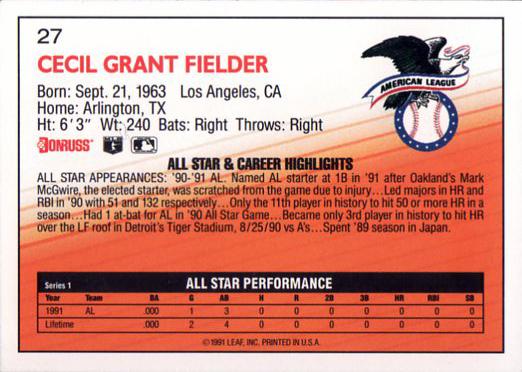 27
CECIL GRANT FIELDER
Born: Sept. 21, 1963 Los Angeles, CA
Home: Arlington, TX
Ht: 6'3" Wt: 240 Bats: Right Throws: Right
DONRUSS
AMERICAN LEAGUE
ALL STAR & CAREER HIGHLIGHTS
ALL STAR APPEARANCES: '90-'91 AL. Named AL starter at 1B in '91 after Oakland's Mark
McGwire, the elected starter, was scratched from the game due to injury...Led majors in HR and
RBI in '90 with 51 and 132 respectively...Only the 11th player in history to hit 50 or more HR in a
season...Had 1 at-bat for AL in '90 All Star Game...Became only 3rd player in history to hit HR
over the LF roof in Detroit's Tiger Stadium, 8/25/90 vs A's...Spent '89 season in Japan.
Series 1 ALL STAR PERFORMANCE
Year Team BA G AB H R 2B 3B HR RBI SB
1991 AL .000 1 3 0 0 0 0 0 0 0
Lifetime .000 2 4 0 0 0 0 0 0 0
©1991 LEAF, INC. PRINTED IN U.S.A.